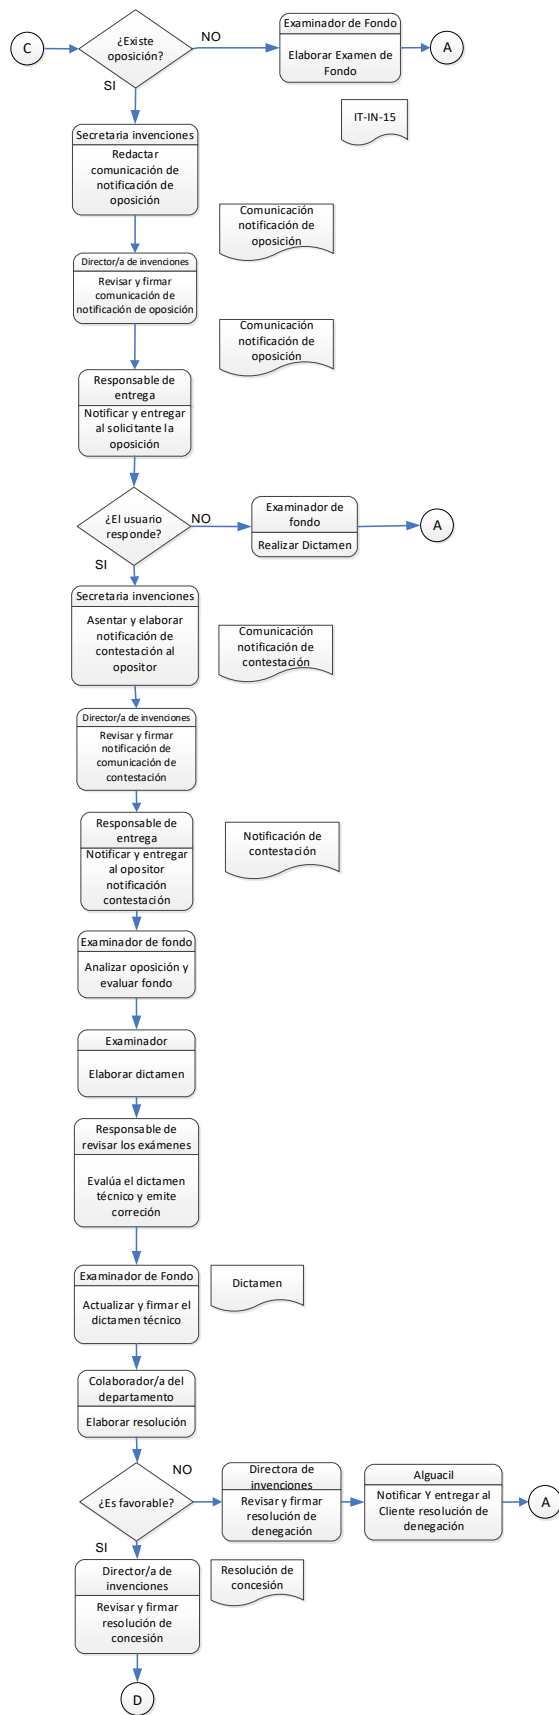 C
¿Existe
oposición?
NO
Examinador de Fondo
Elaborar Examen de
Fondo
A
SI
IT-IN-15
Secretaria invenciones
Redactar
comunicación de
notificación de
oposición
Comunicación
notificación de
oposición
Director/a de invenciones
Revisar y firmar
comunicación de
notificación de oposición
Comunicación
notificación de
oposición
Responsable de
entrega
Notificar y entregar
al solicitante la
oposición
¿El usuario
responde?
NO
Examinador de
fondo
Realizar Dictamen
A
SI
Secretaria invenciones
Asentar y elaborar
notificación de
contestación al
opositor
Comunicación
notificación de
contestación
Director/a de invenciones
Revisar y firmar
notificación de
comunicación de
contestación
Responsable de
entrega
Notificar y entregar
al opositor
notificación
contestación
Notificación de
contestación
Examinador de fondo
Analizar oposición y
evaluar fondo
Examinador
Elaborar dictamen
Responsable de
revisar los exámenes
Evalúa el dictamen
técnico y emite
correción
Examinador de Fondo
Actualizar y firmar el
dictamen técnico
Dictamen
Colaborador/a del
departamento
Elaborar resolución
¿Es favorable?
NO
Directora de
invenciones
Revisar y firmar
resolución de
denegación
Alguacil
Notificar Y entregar al
Cliente resolución de
denegación
A
SI
Director/a de
invenciones
Revisar y firmar
resolución de
concesión
Resolución de
concesión
D